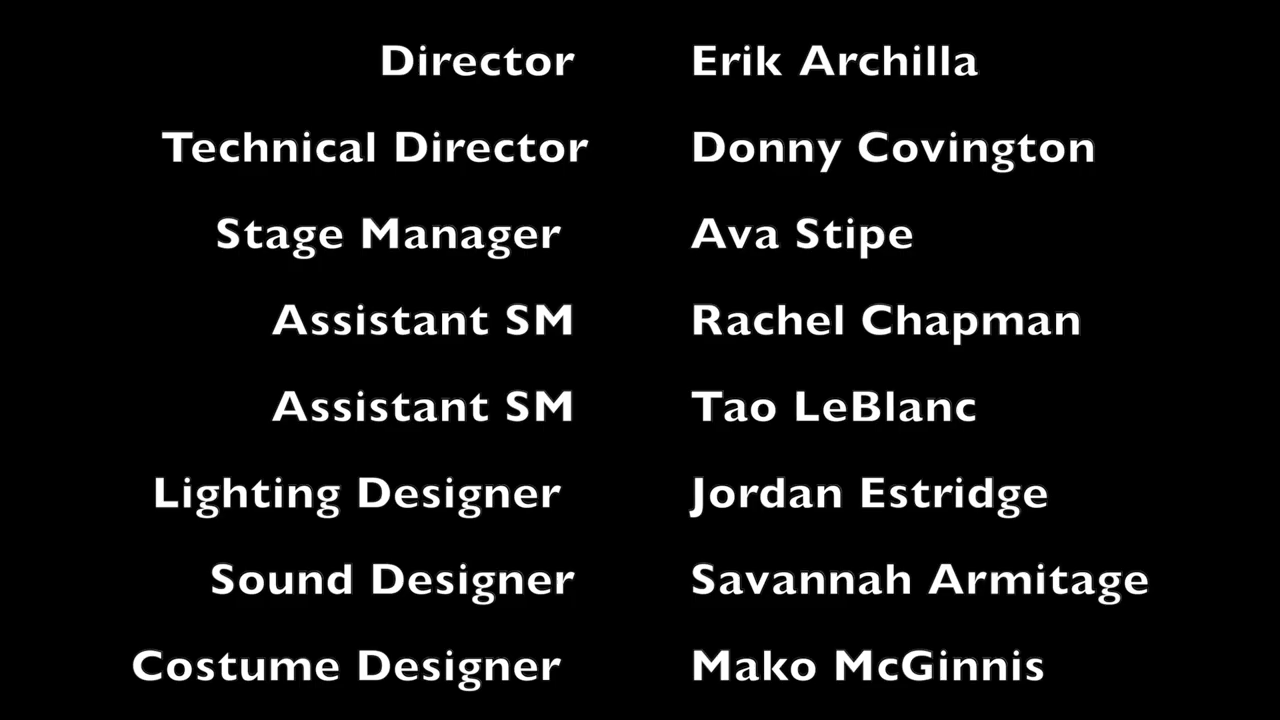 Director Erik Archilla
Technical Director Donny Covington
Stage Manager Ava Stipe
Assistant SM Rachel Chapman
Assistant SM Tao LeBlanc
Lighting Designer Jordan Estridge
Sound Designer Savannah Armitage
Costume Designer Mako McGinnis